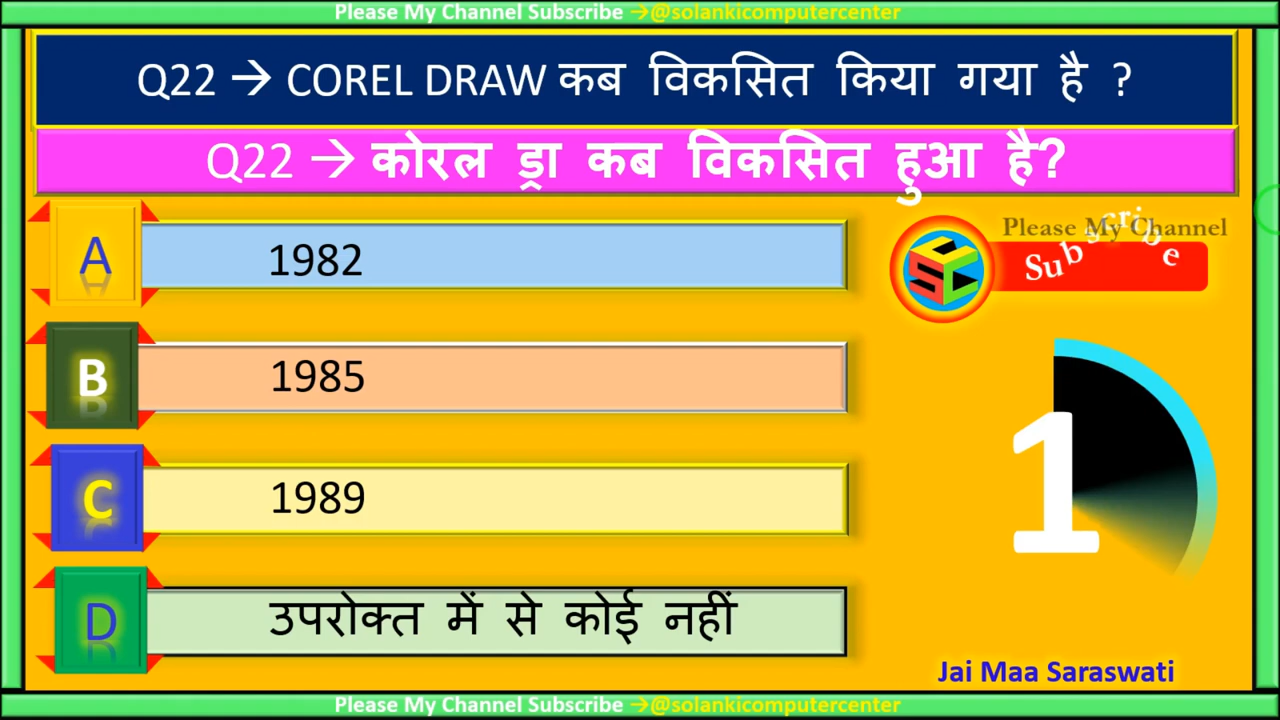 Please My Channel Subscribe →@solankicomputercenter
Q22 → COREL DRAW कब विकसित किया गया है ?
Q22 → कोरल ड्रा कब विकसित हुआ है?
A 1982
Please My Channel
Subscribe
SCC
B 1985
1
C 1989
D उपरोक्त में से कोई नहीं
Jai Maa Saraswati
Please My Channel Subscribe →@solankicomputercenter